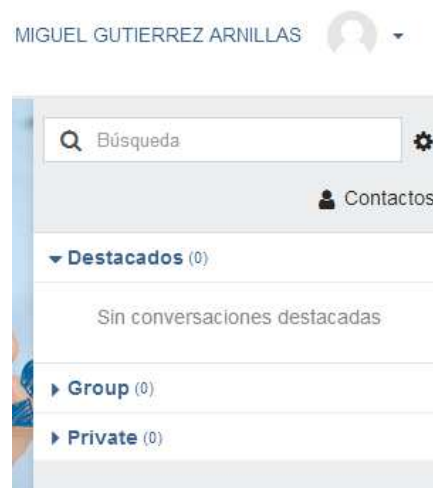 MIGUEL GUTIERREZ ARNILLAS
Búsqueda
Contactos
Destacados (0)
Sin conversaciones destacadas
Group (0)
Private (0)